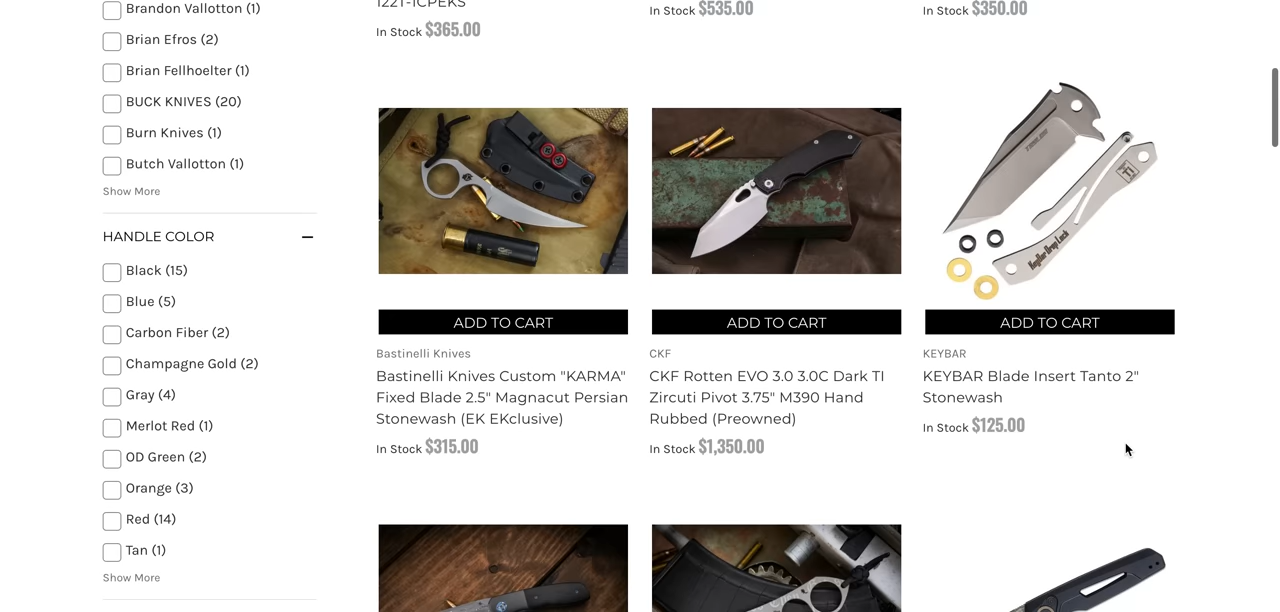 Brandon Vallotton (1)
Brian Efros (2)
Brian Fellhoelter (1)
BUCK KNIVES (20)
Burn Knives (1)
Butch Vallotton (1)
Show More
HANDLE COLOR
Black (15)
Blue (5)
Carbon Fiber (2)
Champagne Gold (2)
Gray (4)
Merlot Red (1)
OD Green (2)
Orange (3)
Red (14)
Tan (1)
Show More
1221-1CPEKS
In Stock $365.00
In Stock $535.00
In Stock $350.00
KeyBar Dray Lock
TI
ADD TO CART
Bastinelli Knives
Bastinelli Knives Custom "KARMA"
Fixed Blade 2.5" Magnacut Persian
Stonewash (EK EKclusive)
In Stock $315.00
ADD TO CART
CKF
CKF Rotten EVO 3.0 3.0C Dark TI
Zircuti Pivot 3.75" M390 Hand
Rubbed (Preowned)
In Stock $1,350.00
ADD TO CART
KEYBAR
KEYBAR Blade Insert Tanto 2"
Stonewash
In Stock $125.00